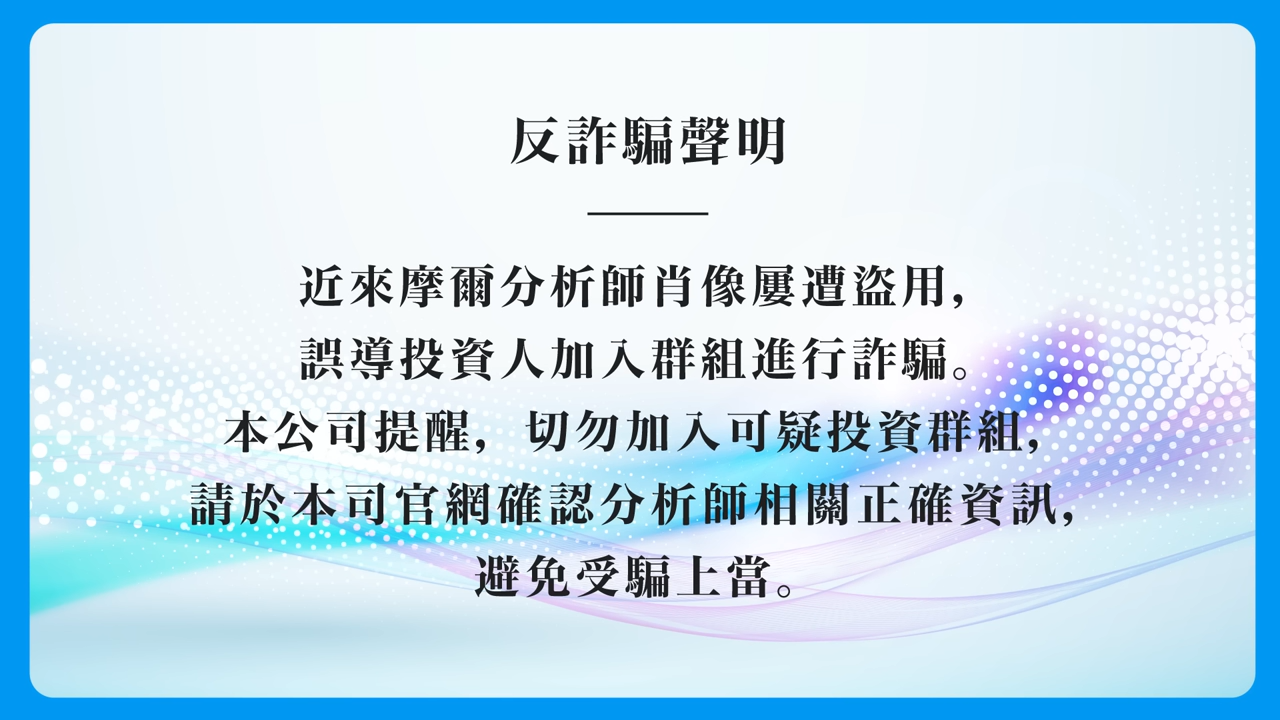 反詐騙聲明
近來摩爾分析師肖像屢遭盜用，
誤導投資人加入群組進行詐騙。
本公司提醒，切勿加入可疑投資群組，
請於本司官網確認分析師相關正確資訊，
避免受騙上當。